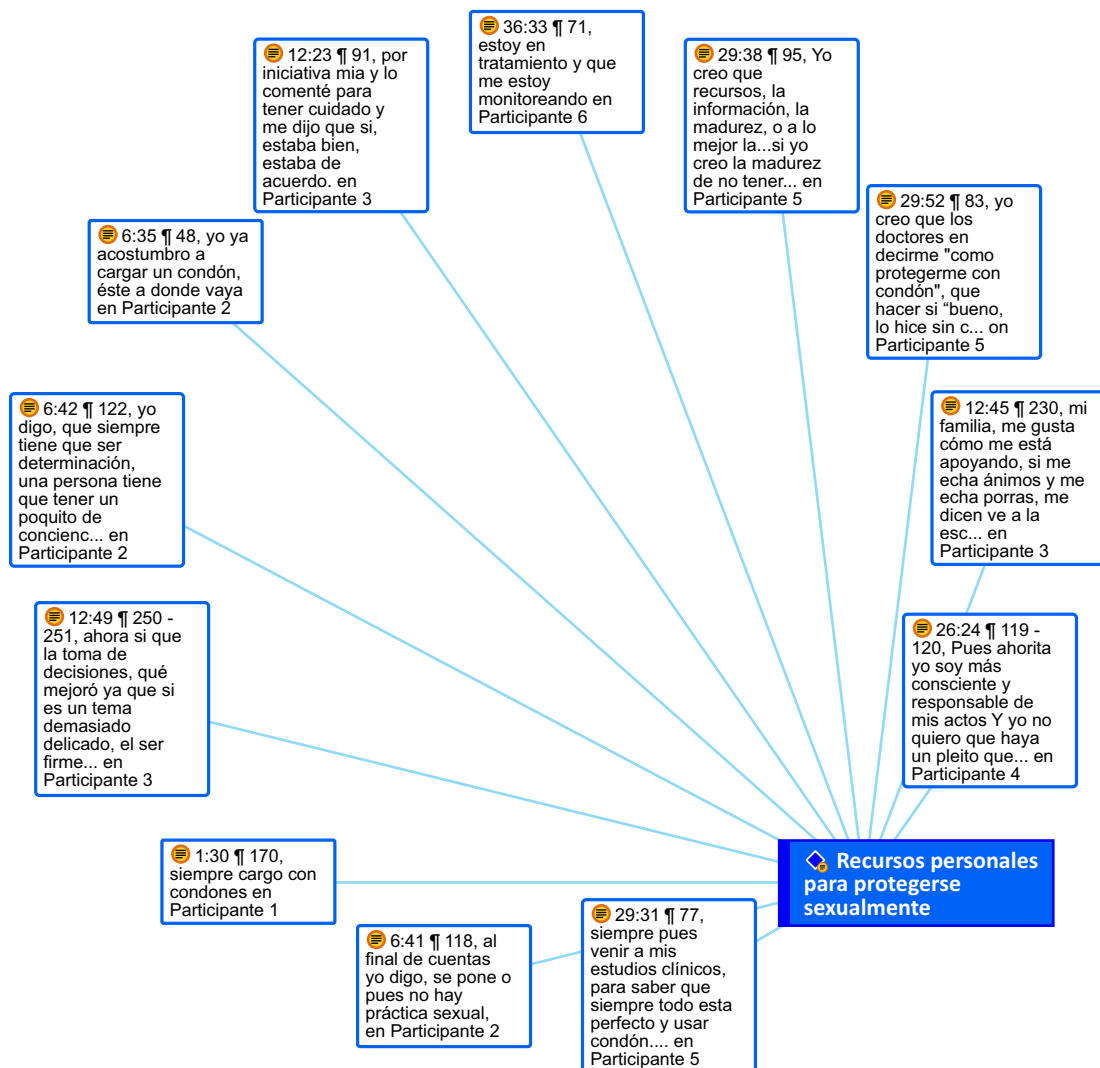 36:33 ¶ 71,
estoy en
tratamiento y que
me estoy
monitoreando en
Participante 6
12:23 ¶ 91, por
iniciativa mia y lo
comenté para
tener cuidado y
me dijo que si,
estaba bien,
estaba de
acuerdo. en
Participante 3
29:38 ¶ 95, Yo
creo que
recursos, la
información, la
madurez, o a lo
mejor la...si yo
creo la madurez
de no tener... en
Participante 5
29:52 ¶ 83, yo
creo que los
doctores en
decirme "como
protegerme con
condón", que
hacer si “bueno,
lo hice sin c... on
Participante 5
6:35 ¶ 48, yo ya
acostumbro a
cargar un condón,
éste a donde vaya
en Participante 2
6:42 ¶ 122, yo
digo, que siempre
tiene que ser
determinación,
una persona tiene
que tener un
poquito de
concienc... en
Participante 2
12:45 ¶ 230, mi
familia, me gusta
cómo me está
apoyando, si me
echa ánimos y me
echa porras, me
dicen ve a la
esc... en
Participante 3
12:49 ¶ 250 -
251, ahora si que
la toma de
decisiones, qué
mejoró ya que si
es un tema
demasiado
delicado, el ser
firme... en
Participante 3
26:24 ¶ 119 -
120, Pues ahorita
yo soy más
consciente y
responsable de
mis actos Y yo no
quiero que haya
un pleito que... en
Participante 4
1:30 ¶ 170,
siempre cargo con
condones en
Participante 1
Recursos personales
para protegerse
sexualmente
6:41 ¶ 118, al
final de cuentas
yo digo, se pone o
pues no hay
práctica sexual,
en Participante 2
29:31 ¶ 77,
siempre pues
venir a mis
estudios clínicos,
para saber que
siempre todo esta
perfecto y usar
condón.... en
Participante 5